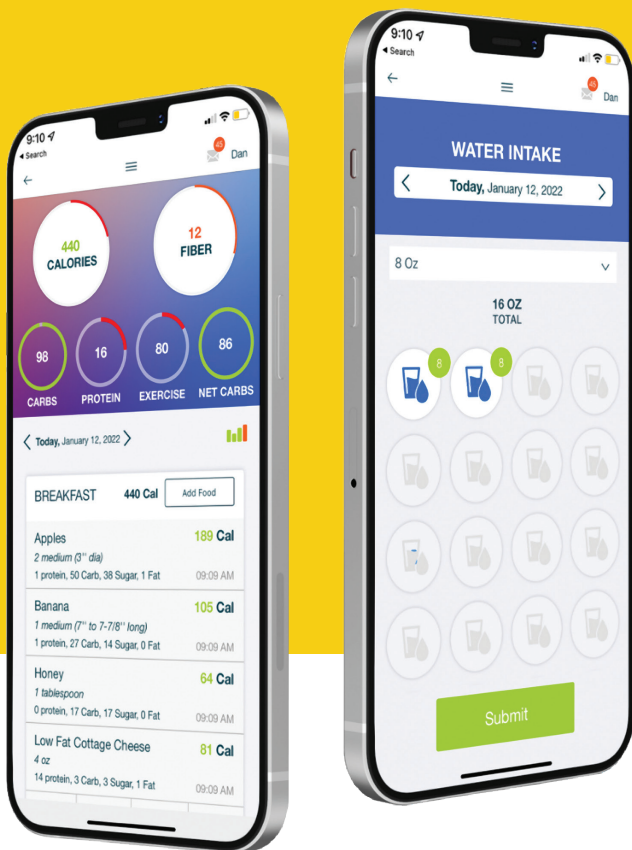 9:10
Search
45
Dan
440
CALORIES
12
FIBER
98
CARBS
16
PROTEIN
80
EXERCISE
86
NET CARBS
Today, January 12, 2022
BREAKFAST 440 Cal Add Food
Apples 189 Cal
2 medium (3'' dia)
1 protein, 50 Carb, 38 Sugar, 1 Fat 09:09 AM
Banana 105 Cal
1 medium (7'' to 7-7/8'' long)
1 protein, 27 Carb, 14 Sugar, 0 Fat 09:09 AM
Honey 64 Cal
1 tablespoon
0 protein, 17 Carb, 17 Sugar, 0 Fat 09:09 AM
Low Fat Cottage Cheese 81 Cal
4 oz
14 protein, 3 Carb, 3 Sugar, 1 Fat 09:09 AM
9:10
Search
45
Dan
WATER INTAKE
Today, January 12, 2022
8 Oz
16 OZ
TOTAL
8
8
Submit